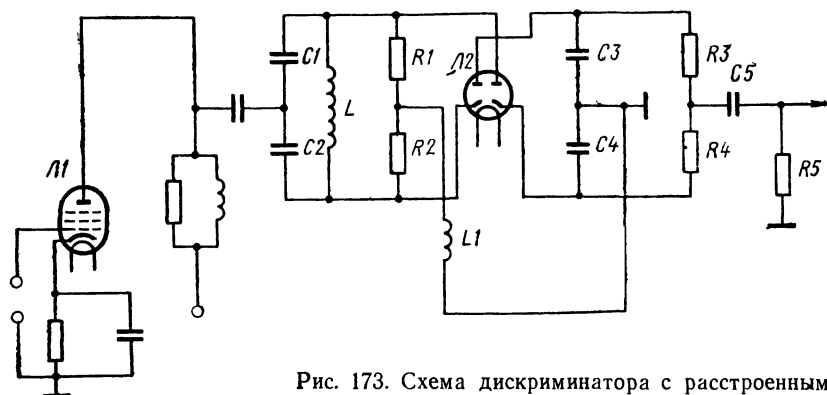 C1
R1
Л2
C3
R3
C5
L
C2
R2
C4
R4
R5
Л1
L1
Рис. 173. Схема дискриминатора с расстроенным